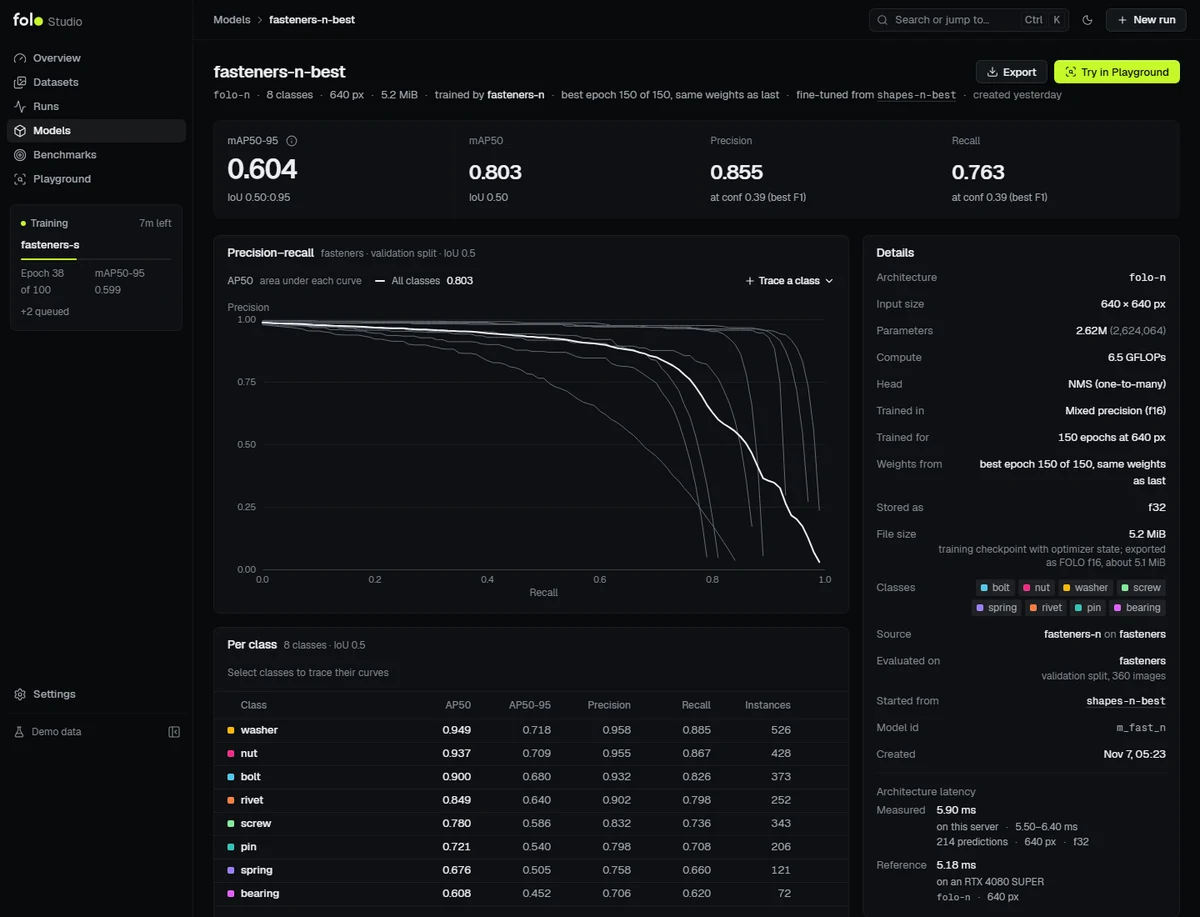 folo Studio
Overview
Datasets
Runs
Models
Benchmarks
Playground
Training 7m left
fasteners-s
Epoch 38 of 100
mAP50-95 0.599
+2 queued
Settings
Demo data
Models > fasteners-n-best
Search or jump to... Ctrl K
+ New run
fasteners-n-best
Export
Try in Playground
folo-n · 8 classes · 640 px · 5.2 MiB · trained by fasteners-n · best epoch 150 of 150, same weights as last · fine-tuned from shapes-n-best · created yesterday
mAP50-95
0.604
IoU 0.50:0.95
mAP50
0.803
IoU 0.50
Precision
0.855
at conf 0.39 (best F1)
Recall
0.763
at conf 0.39 (best F1)
Precision–recall fasteners · validation split · IoU 0.5
AP50 area under each curve — All classes 0.803
+ Trace a class
Precision
1.00
0.75
0.50
0.25
0.00
0.0 0.2 0.4 0.6 0.8 1.0
Recall
Per class 8 classes · IoU 0.5
Select classes to trace their curves
Class AP50 AP50-95 Precision Recall Instances
washer 0.949 0.718 0.958 0.885 526
nut 0.937 0.709 0.955 0.867 428
bolt 0.900 0.680 0.932 0.826 373
rivet 0.849 0.640 0.902 0.798 252
screw 0.780 0.586 0.832 0.736 343
pin 0.721 0.540 0.798 0.708 206
spring 0.676 0.505 0.758 0.660 121
bearing 0.608 0.452 0.706 0.620 72
Details
Architecture folo-n
Input size 640 × 640 px
Parameters 2.62M (2,624,064)
Compute 6.5 GFLOPs
Head NMS (one-to-many)
Trained in Mixed precision (f16)
Trained for 150 epochs at 640 px
Weights from best epoch 150 of 150, same weights
as last
Stored as f32
File size 5.2 MiB
training checkpoint with optimizer state; exported
as FOLO f16, about 5.1 MiB
Classes bolt nut washer screw
spring rivet pin bearing
Source fasteners-n on fasteners
Evaluated on fasteners
validation split, 360 images
Started from shapes-n-best
Model id m_fast_n
Created Nov 7, 05:23
Architecture latency
Measured 5.90 ms
on this server · 5.50–6.40 ms
214 predictions · 640 px · f32
Reference 5.18 ms
on an RTX 4080 SUPER
folo-n · 640 px